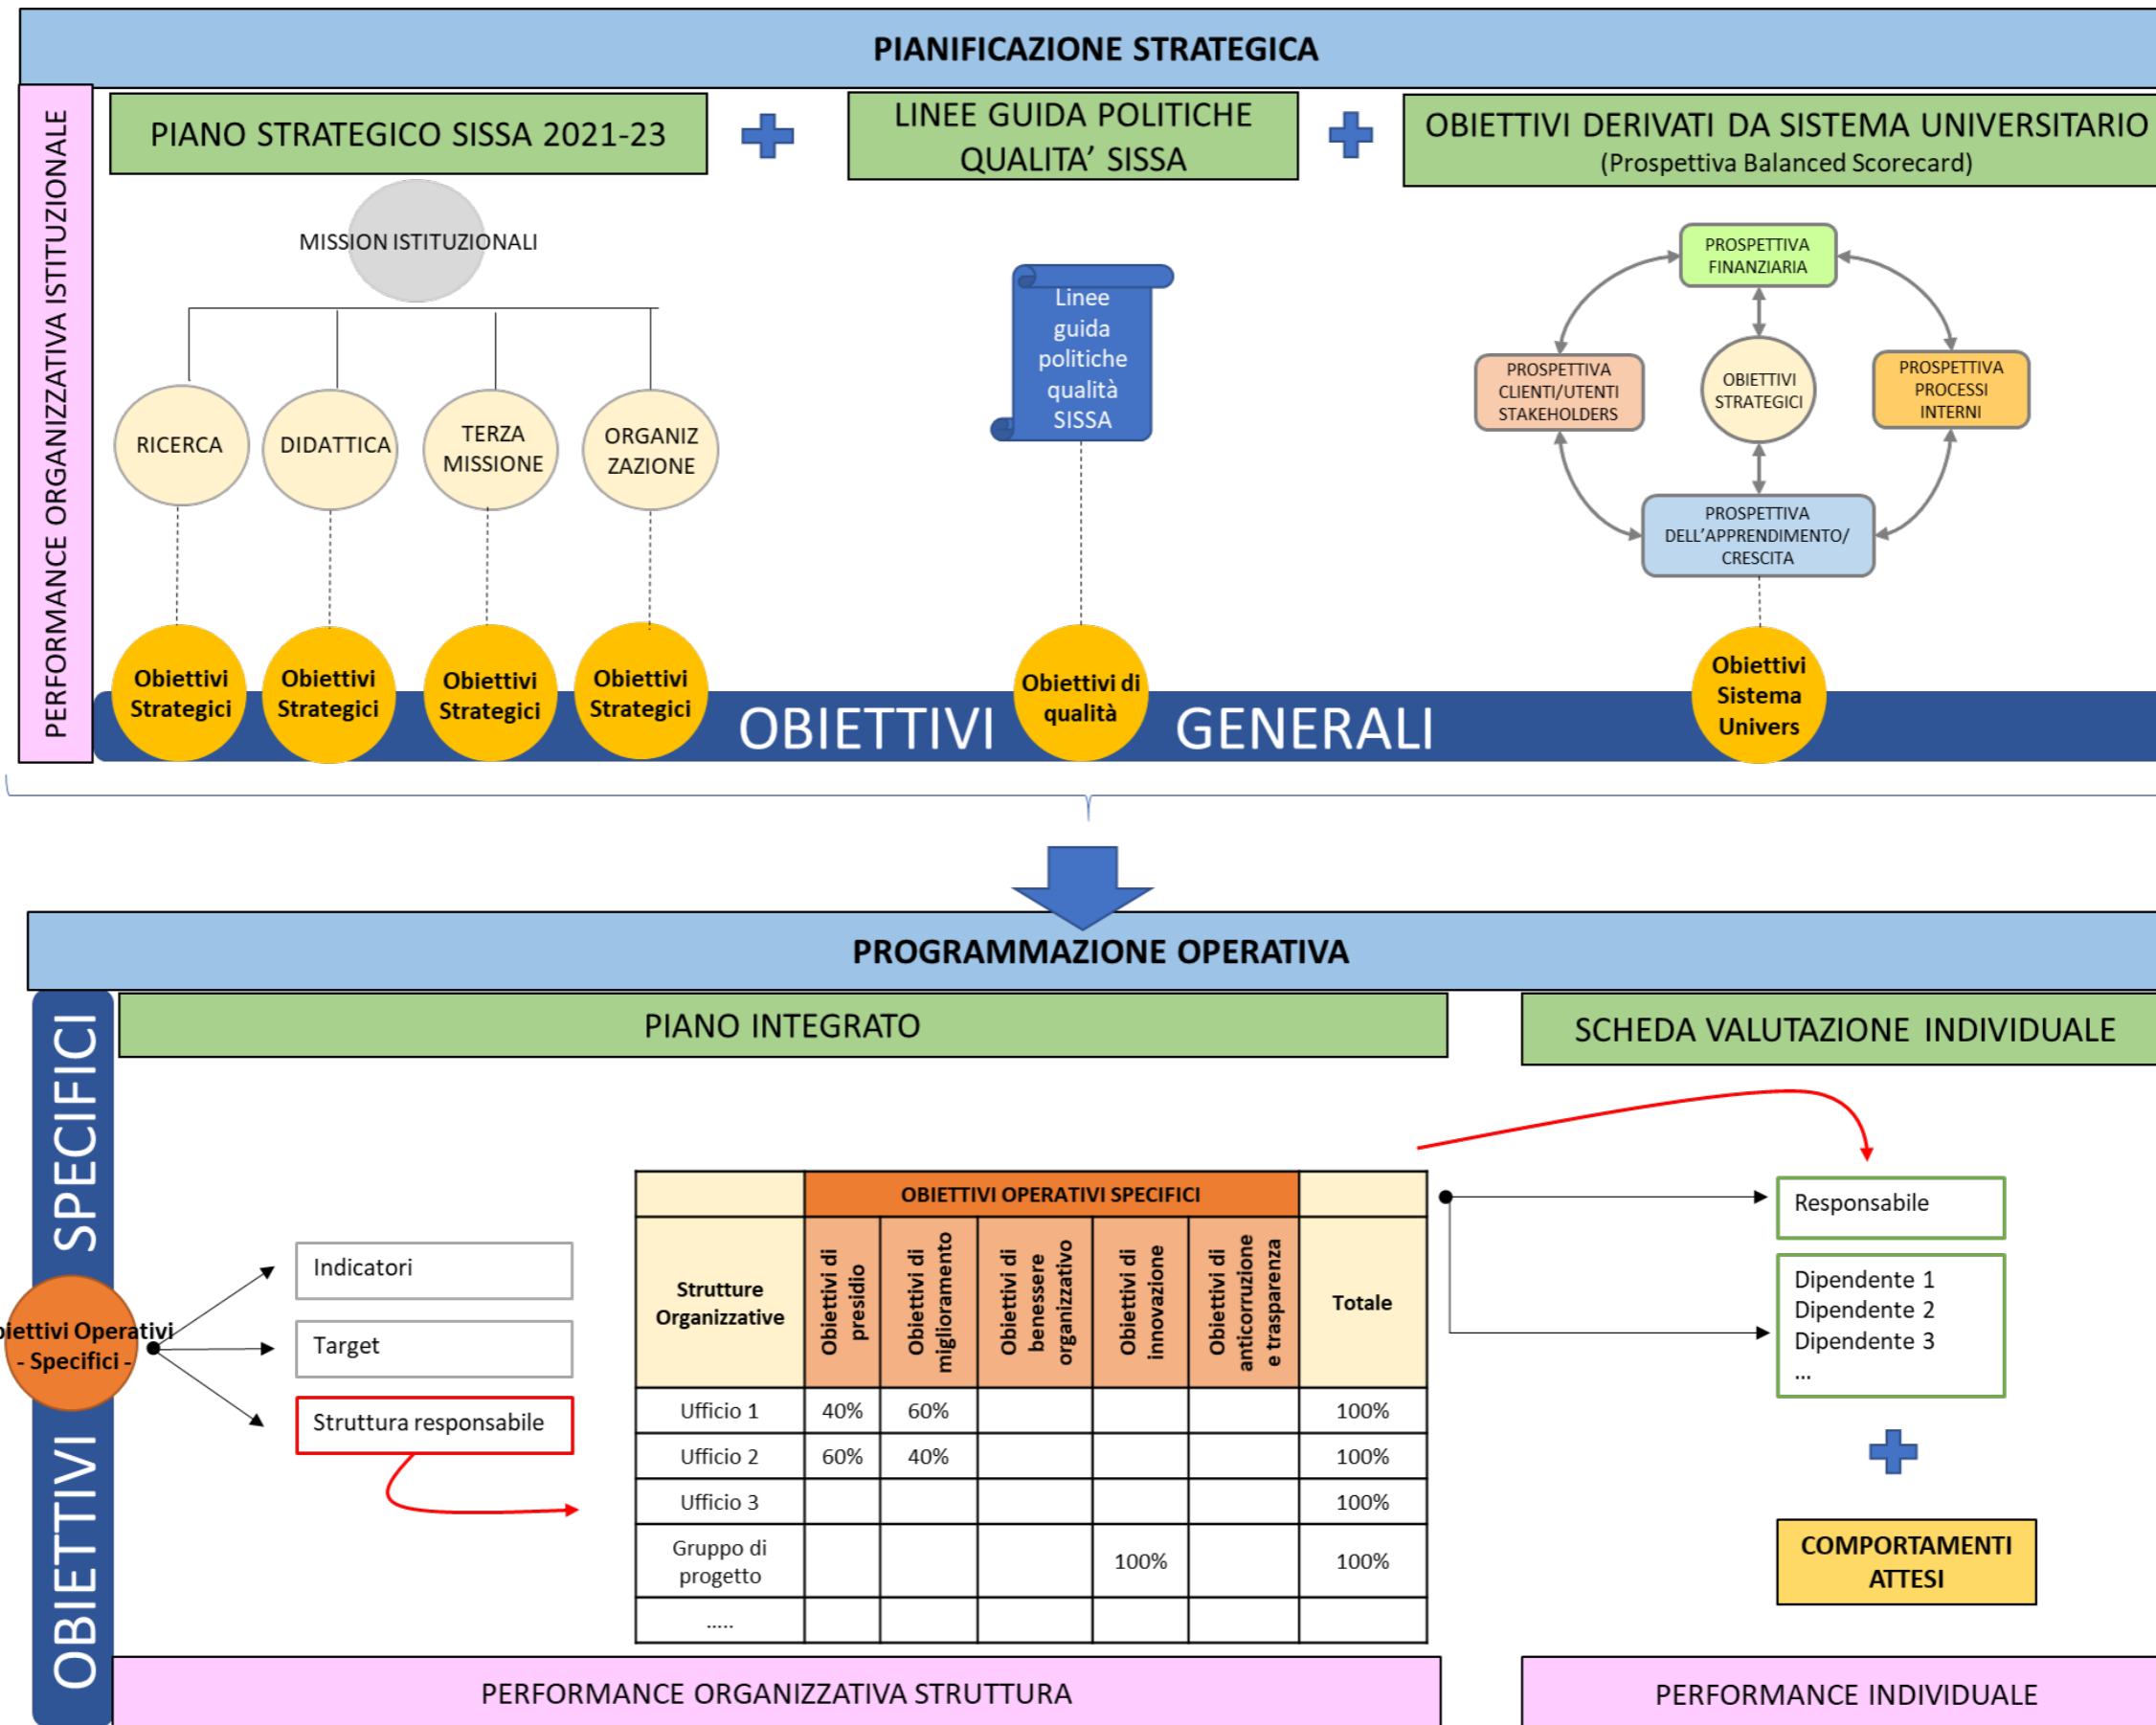 PIANIFICAZIONE STRATEGICA
PERFORMANCE ORGANIZZATIVA ISTITUZIONALE
PIANO STRATEGICO SISSA 2021-23
LINEE GUIDA POLITICHE
QUALITA’ SISSA
OBIETTIVI DERIVATI DA SISTEMA UNIVERSITARIO
(Prospettiva Balanced Scorecard)
MISSION ISTITUZIONALI
RICERCA
DIDATTICA
TERZA
MISSIONE
ORGANIZ
ZAZIONE
Linee
guida
politiche
qualità
SISSA
PROSPETTIVA
FINANZIARIA
PROSPETTIVA
CLIENTI/UTENTI
STAKEHOLDERS
OBIETTIVI
STRATEGICI
PROSPETTIVA
PROCESSI
INTERNI
PROSPETTIVA
DELL’APPRENDIMENTO/
CRESCITA
Obiettivi
Strategici
Obiettivi
Strategici
Obiettivi
Strategici
Obiettivi
Strategici
Obiettivi di
qualità
Obiettivi
Sistema
Univers
OBIETTIVI GENERALI
PROGRAMMAZIONE OPERATIVA
OBIETTIVI SPECIFICI
PIANO INTEGRATO
SCHEDA VALUTAZIONE INDIVIDUALE
biettivi Operativi
- Specifici -
Indicatori
Target
Struttura responsabile
OBIETTIVI OPERATIVI SPECIFICI
Strutture
Organizzative
Obiettivi di
presidio
Obiettivi di
miglioramento
Obiettivi di
benessere
organizzativo
Obiettivi di
innovazione
Obiettivi di
anticorruzione
e trasparenza
Totale
Ufficio 1 40% 60% 100%
Ufficio 2 60% 40% 100%
Ufficio 3 100%
Gruppo di
progetto 100% 100%
.....
Responsabile
Dipendente 1
Dipendente 2
Dipendente 3
...
COMPORTAMENTI
ATTESI
PERFORMANCE ORGANIZZATIVA STRUTTURA
PERFORMANCE INDIVIDUALE